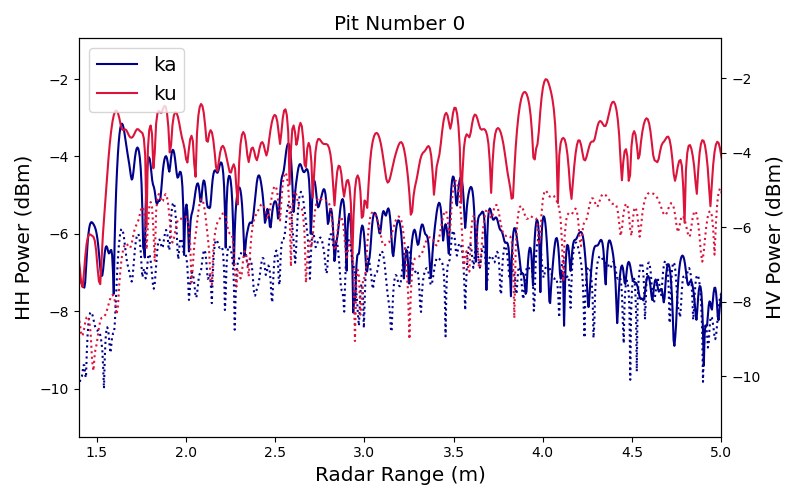 Pit Number 0
ka
ku
HH Power (dBm)
−2
−4
−6
−8
−10
HV Power (dBm)
−2
−4
−6
−8
−10
1.5 2.0 2.5 3.0 3.5 4.0 4.5 5.0
Radar Range (m)